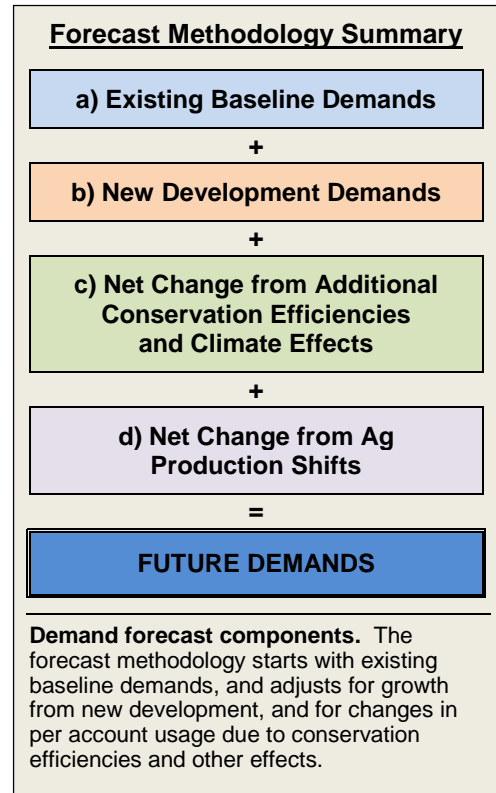 Forecast Methodology Summary
a) Existing Baseline Demands
+
b) New Development Demands
+
c) Net Change from Additional
Conservation Efficiencies
and Climate Effects
+
d) Net Change from Ag
Production Shifts
=
FUTURE DEMANDS
Demand forecast components. The
forecast methodology starts with existing
baseline demands, and adjusts for growth
from new development, and for changes in
per account usage due to conservation
efficiencies and other effects.